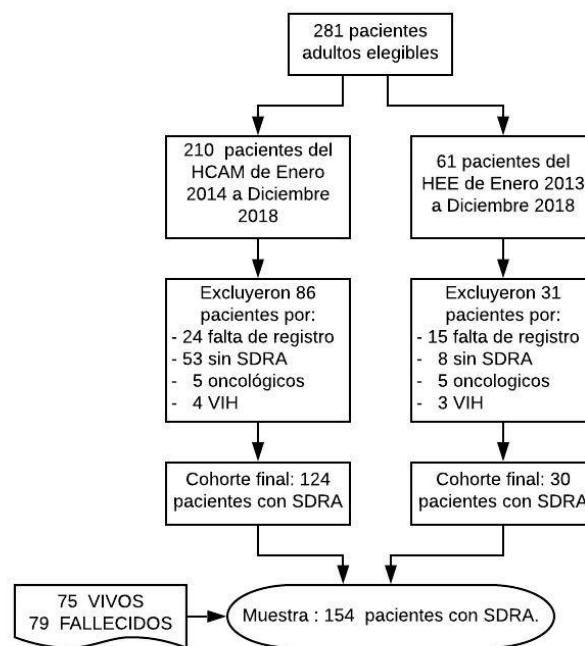 281 pacientes
adultos elegibles
210 pacientes del
HCAM de Enero
2014 a Diciembre
2018
61 pacientes del
HEE de Enero 2013
a Diciembre 2018
Excluyeron 86
pacientes por:
- 24 falta de registro
- 53 sin SDRA
- 5 oncológicos
- 4 VIH
Excluyeron 31
pacientes por:
- 15 falta de registro
- 8 sin SDRA
- 5 oncologicos
- 3 VIH
Cohorte final: 124
pacientes con SDRA
Cohorte final: 30
pacientes con SDRA
75 VIVOS
79 FALLECIDOS
Muestra : 154 pacientes con SDRA.